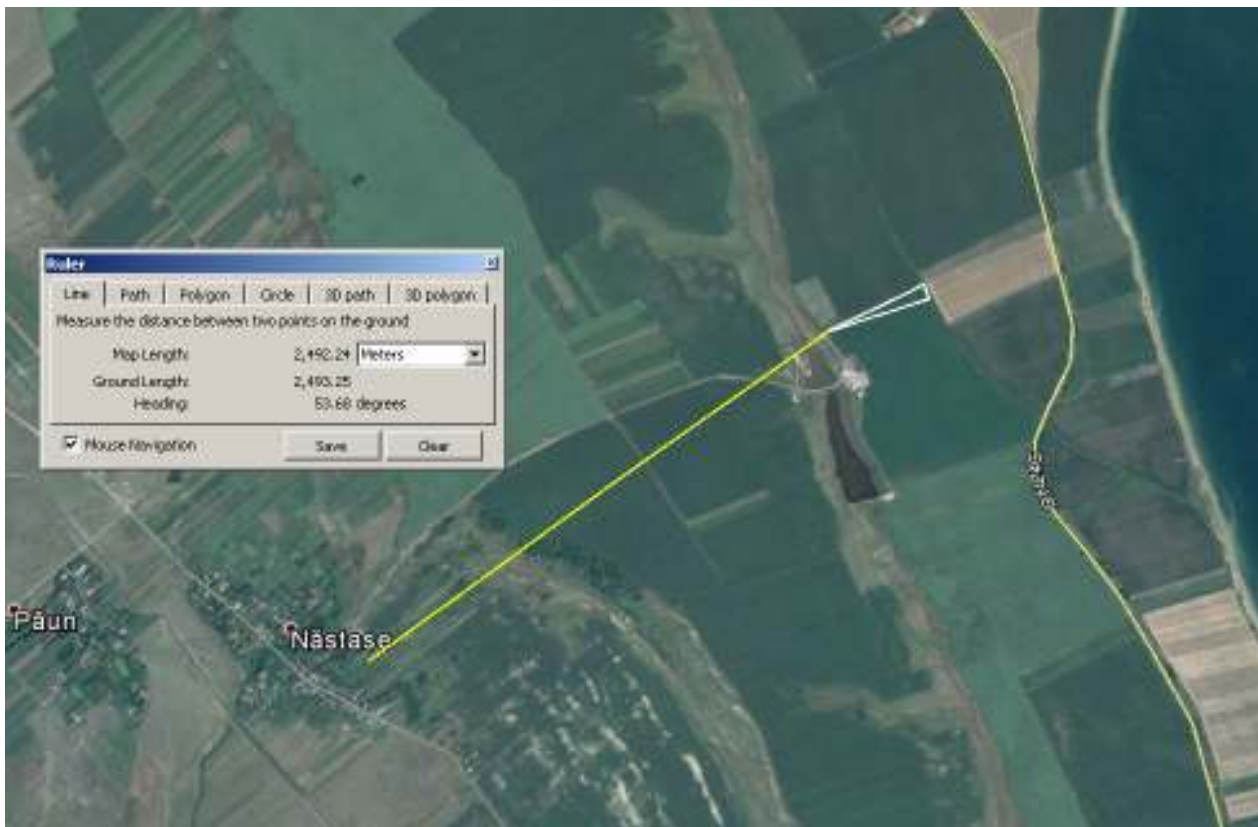 Ruler
Line Path Polygon Circle 3D path 3D polygon
Measure the distance between two points on the ground
Map Length: 2,492.24 Meters
Ground Length: 2,493.25
Heading: 53.68 degrees
Mouse Navigation Save Clear
Păun
Năstase